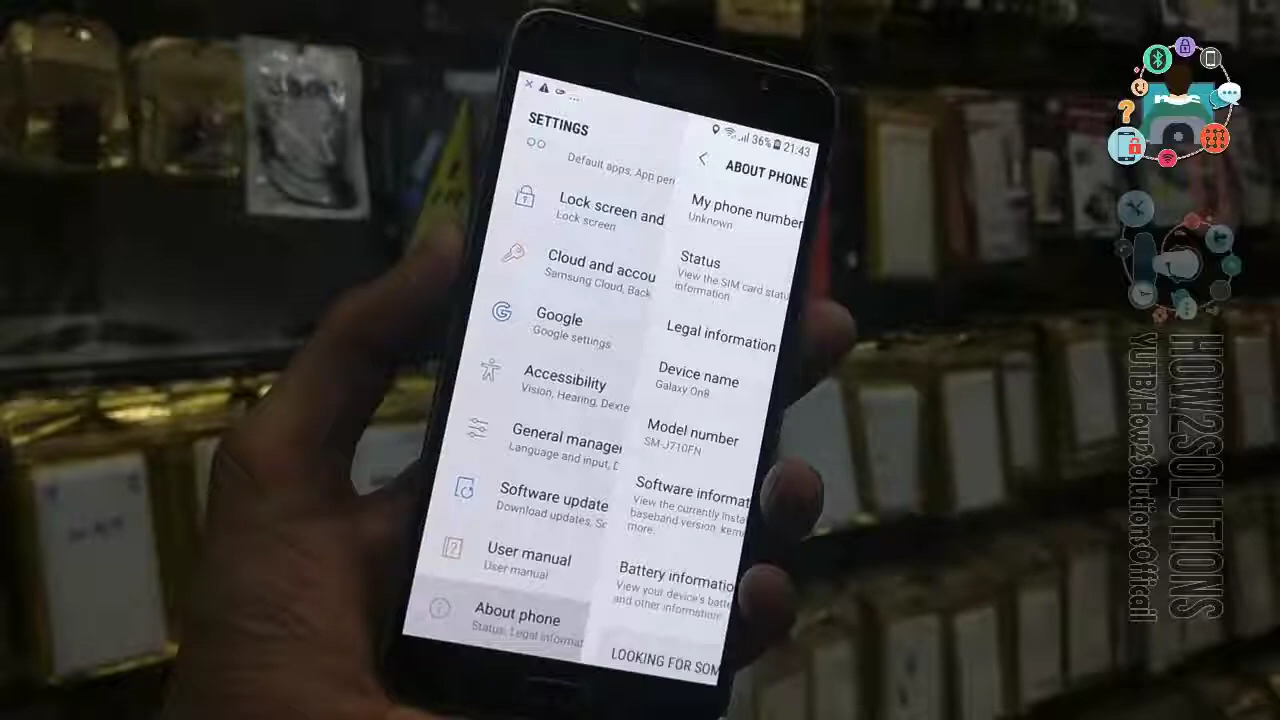 36% 21:43
SETTINGS
Default apps, App per
Lock screen and
Lock screen
Cloud and accou
Samsung Cloud, Back
Google
Google settings
Accessibility
Vision, Hearing, Dexte
General manage
Language and input, D
Software update
Download updates, Sc
User manual
User manual
About phone
Status, Legal informa
ABOUT PHONE
My phone number
Unknown
Status
View the SIM card statu
information
Legal information
Device name
Galaxy On8
Model number
SM-J710FN
Software informat
View the currently insta
baseband version, kern
more.
Battery informatio
View your device's batte
and other information
LOOKING FOR SOM
HOW2SOLUTIONS
YUTB/How2SolutionsOfficall